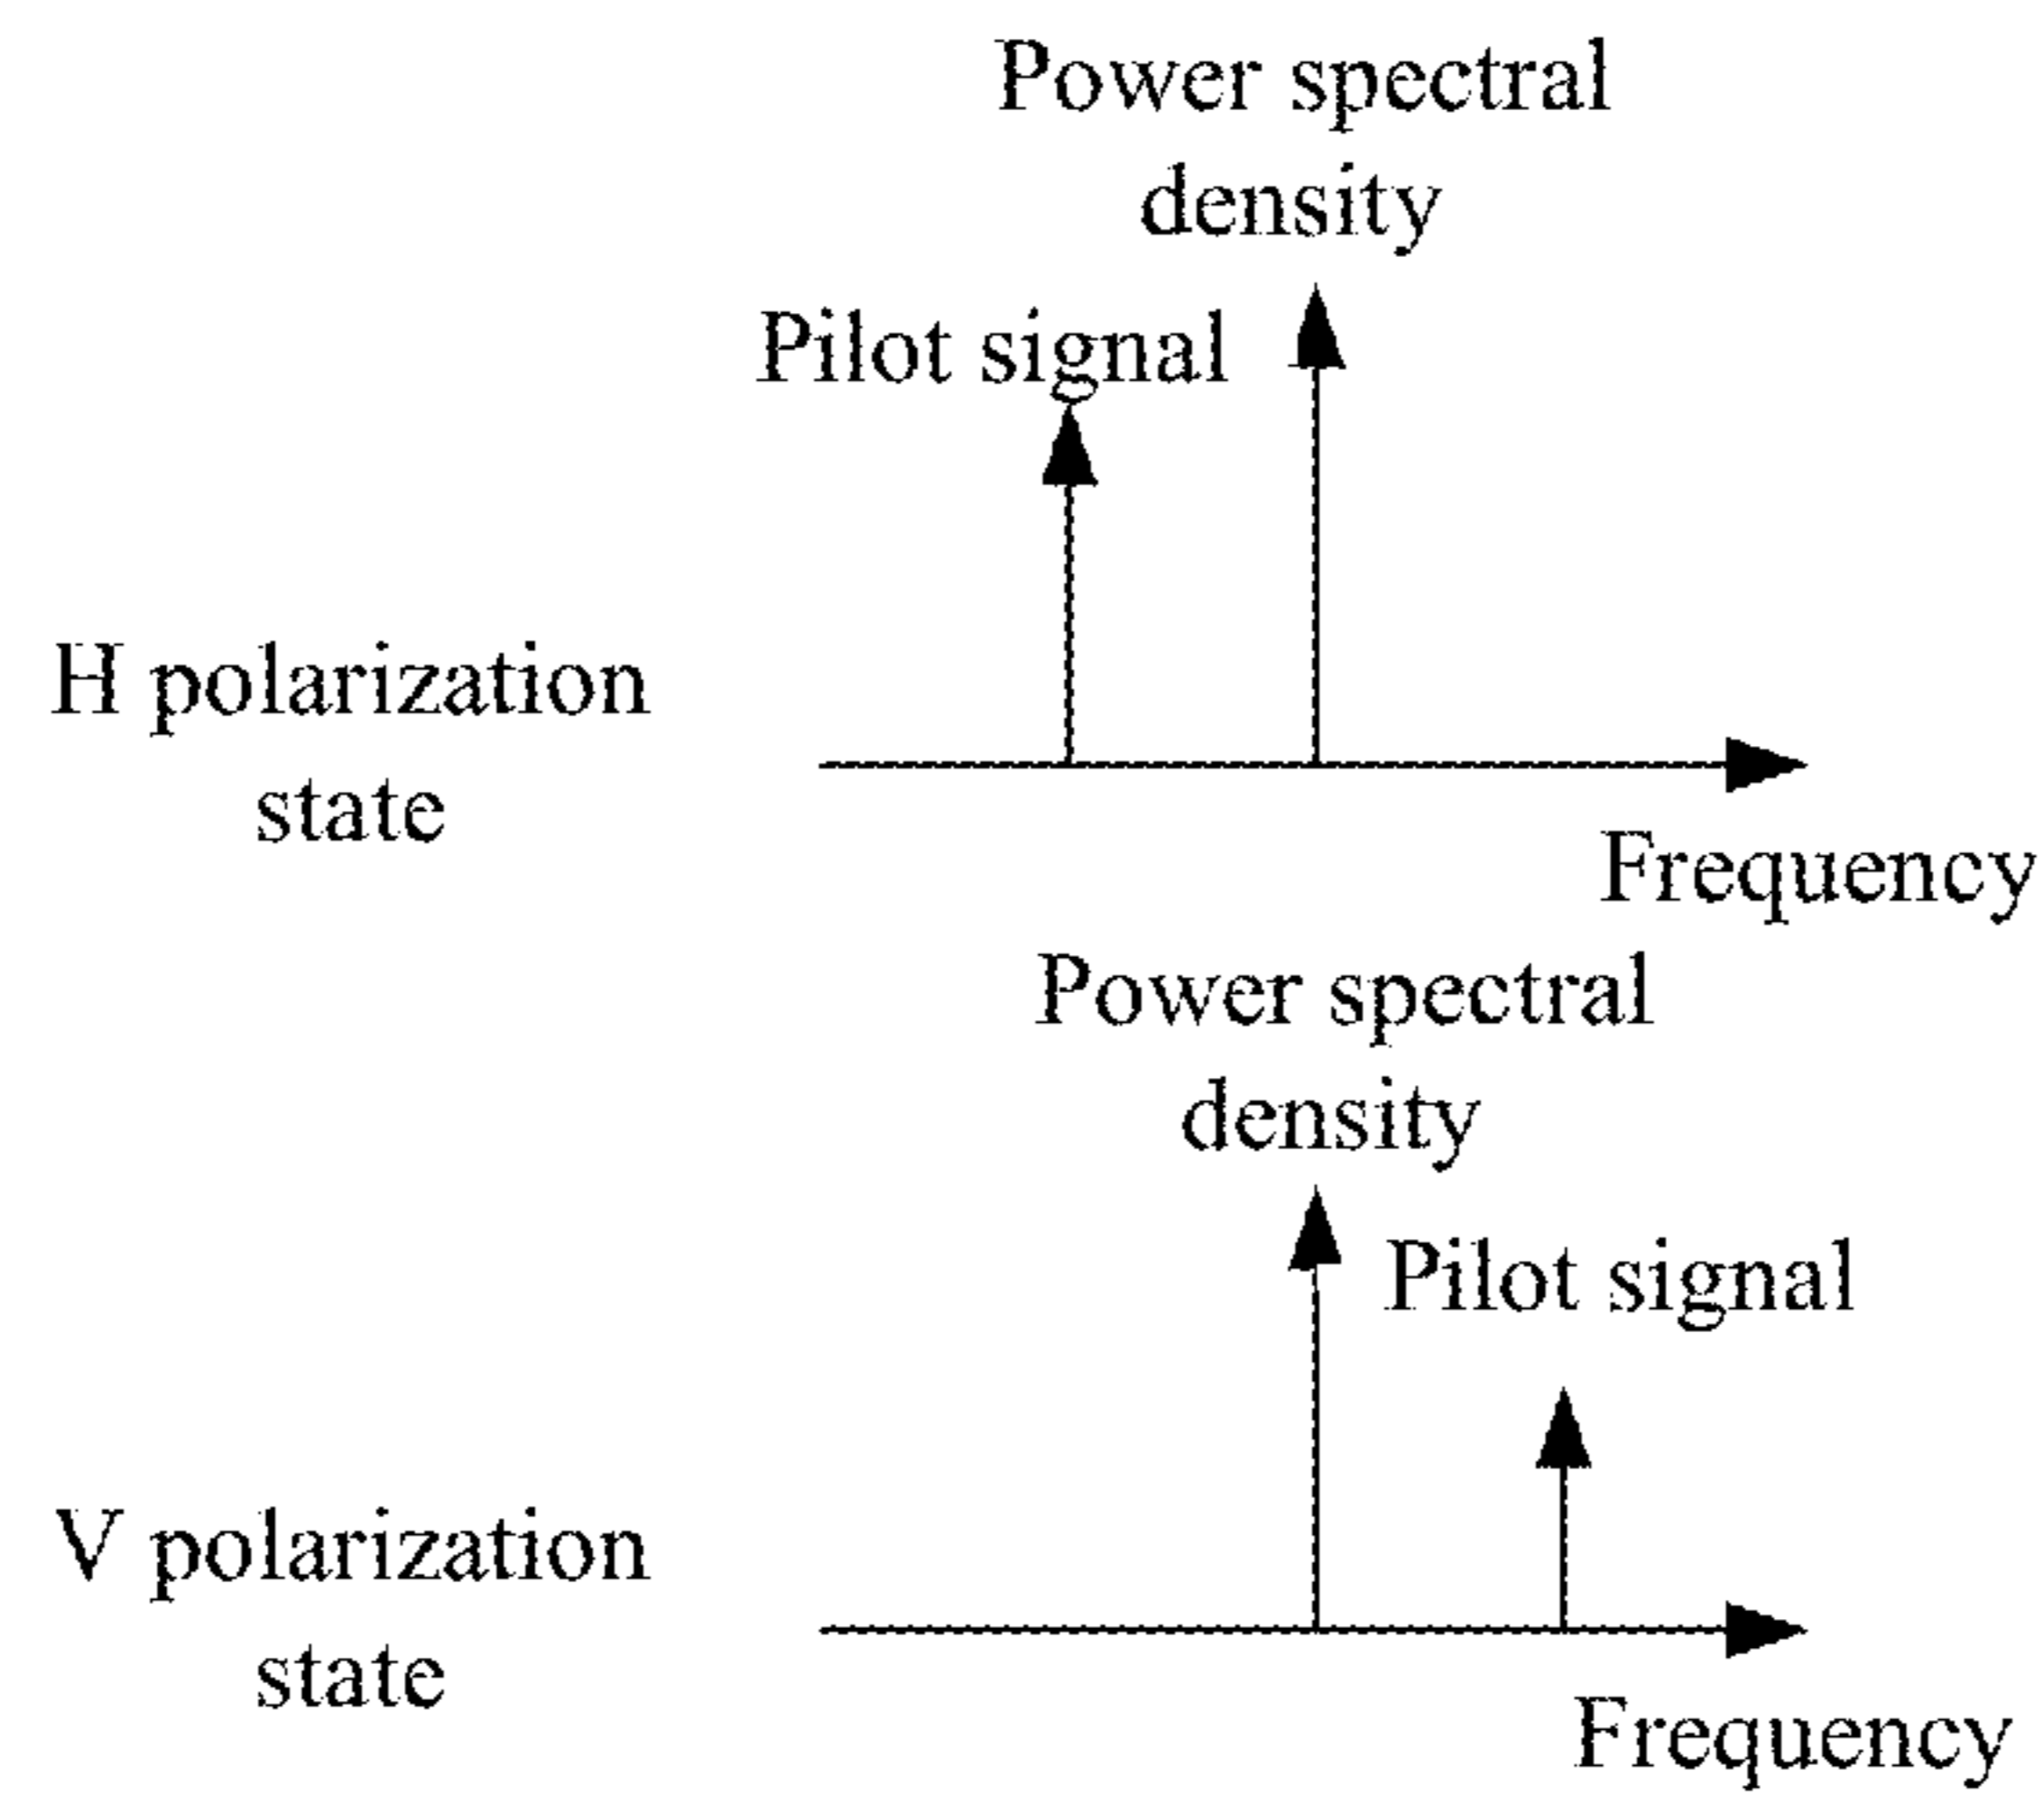 Power spectral
density
Pilot signal
H polarization
state
Frequency
Power spectral
density
Pilot signal
V polarization
state
Frequency